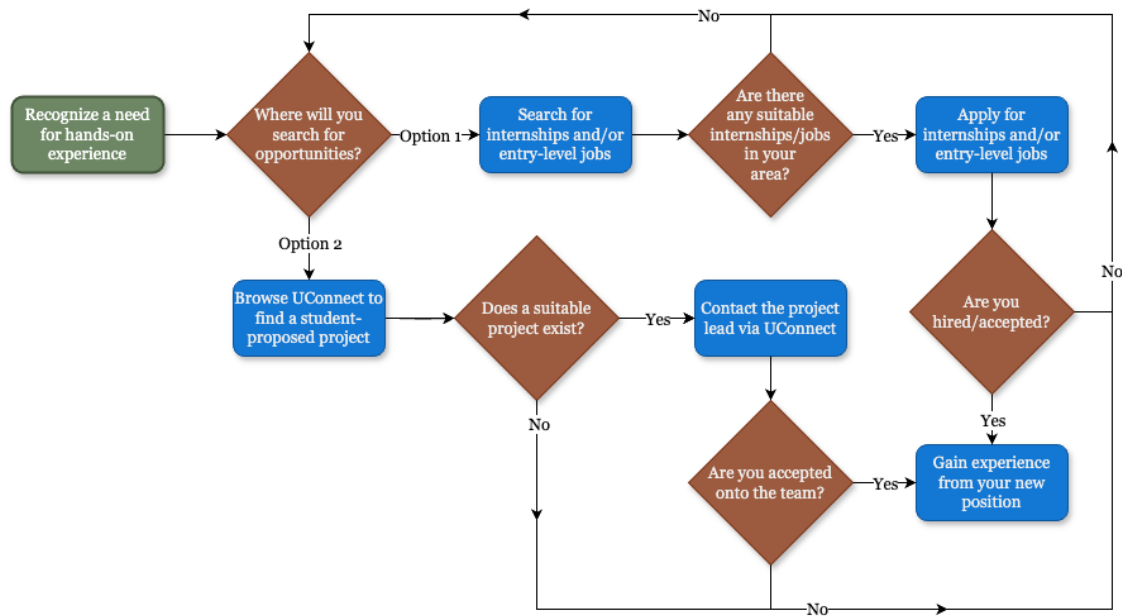 No
Recognize a need
for hands-on
experience
Where will you
search for
opportunities?
Option 1
Search for
internships and/or
entry-level jobs
Are there
any suitable
internships/jobs
in your
area?
Yes
Apply for
internships and/or
entry-level jobs
Option 2
No
Browse UConnect to
find a student-
proposed project
Does a suitable
project exist?
Yes
Contact the project
lead via UConnect
Are you
hired/accepted?
No
Yes
Are you accepted
onto the team?
Yes
Gain experience
from your new
position
No